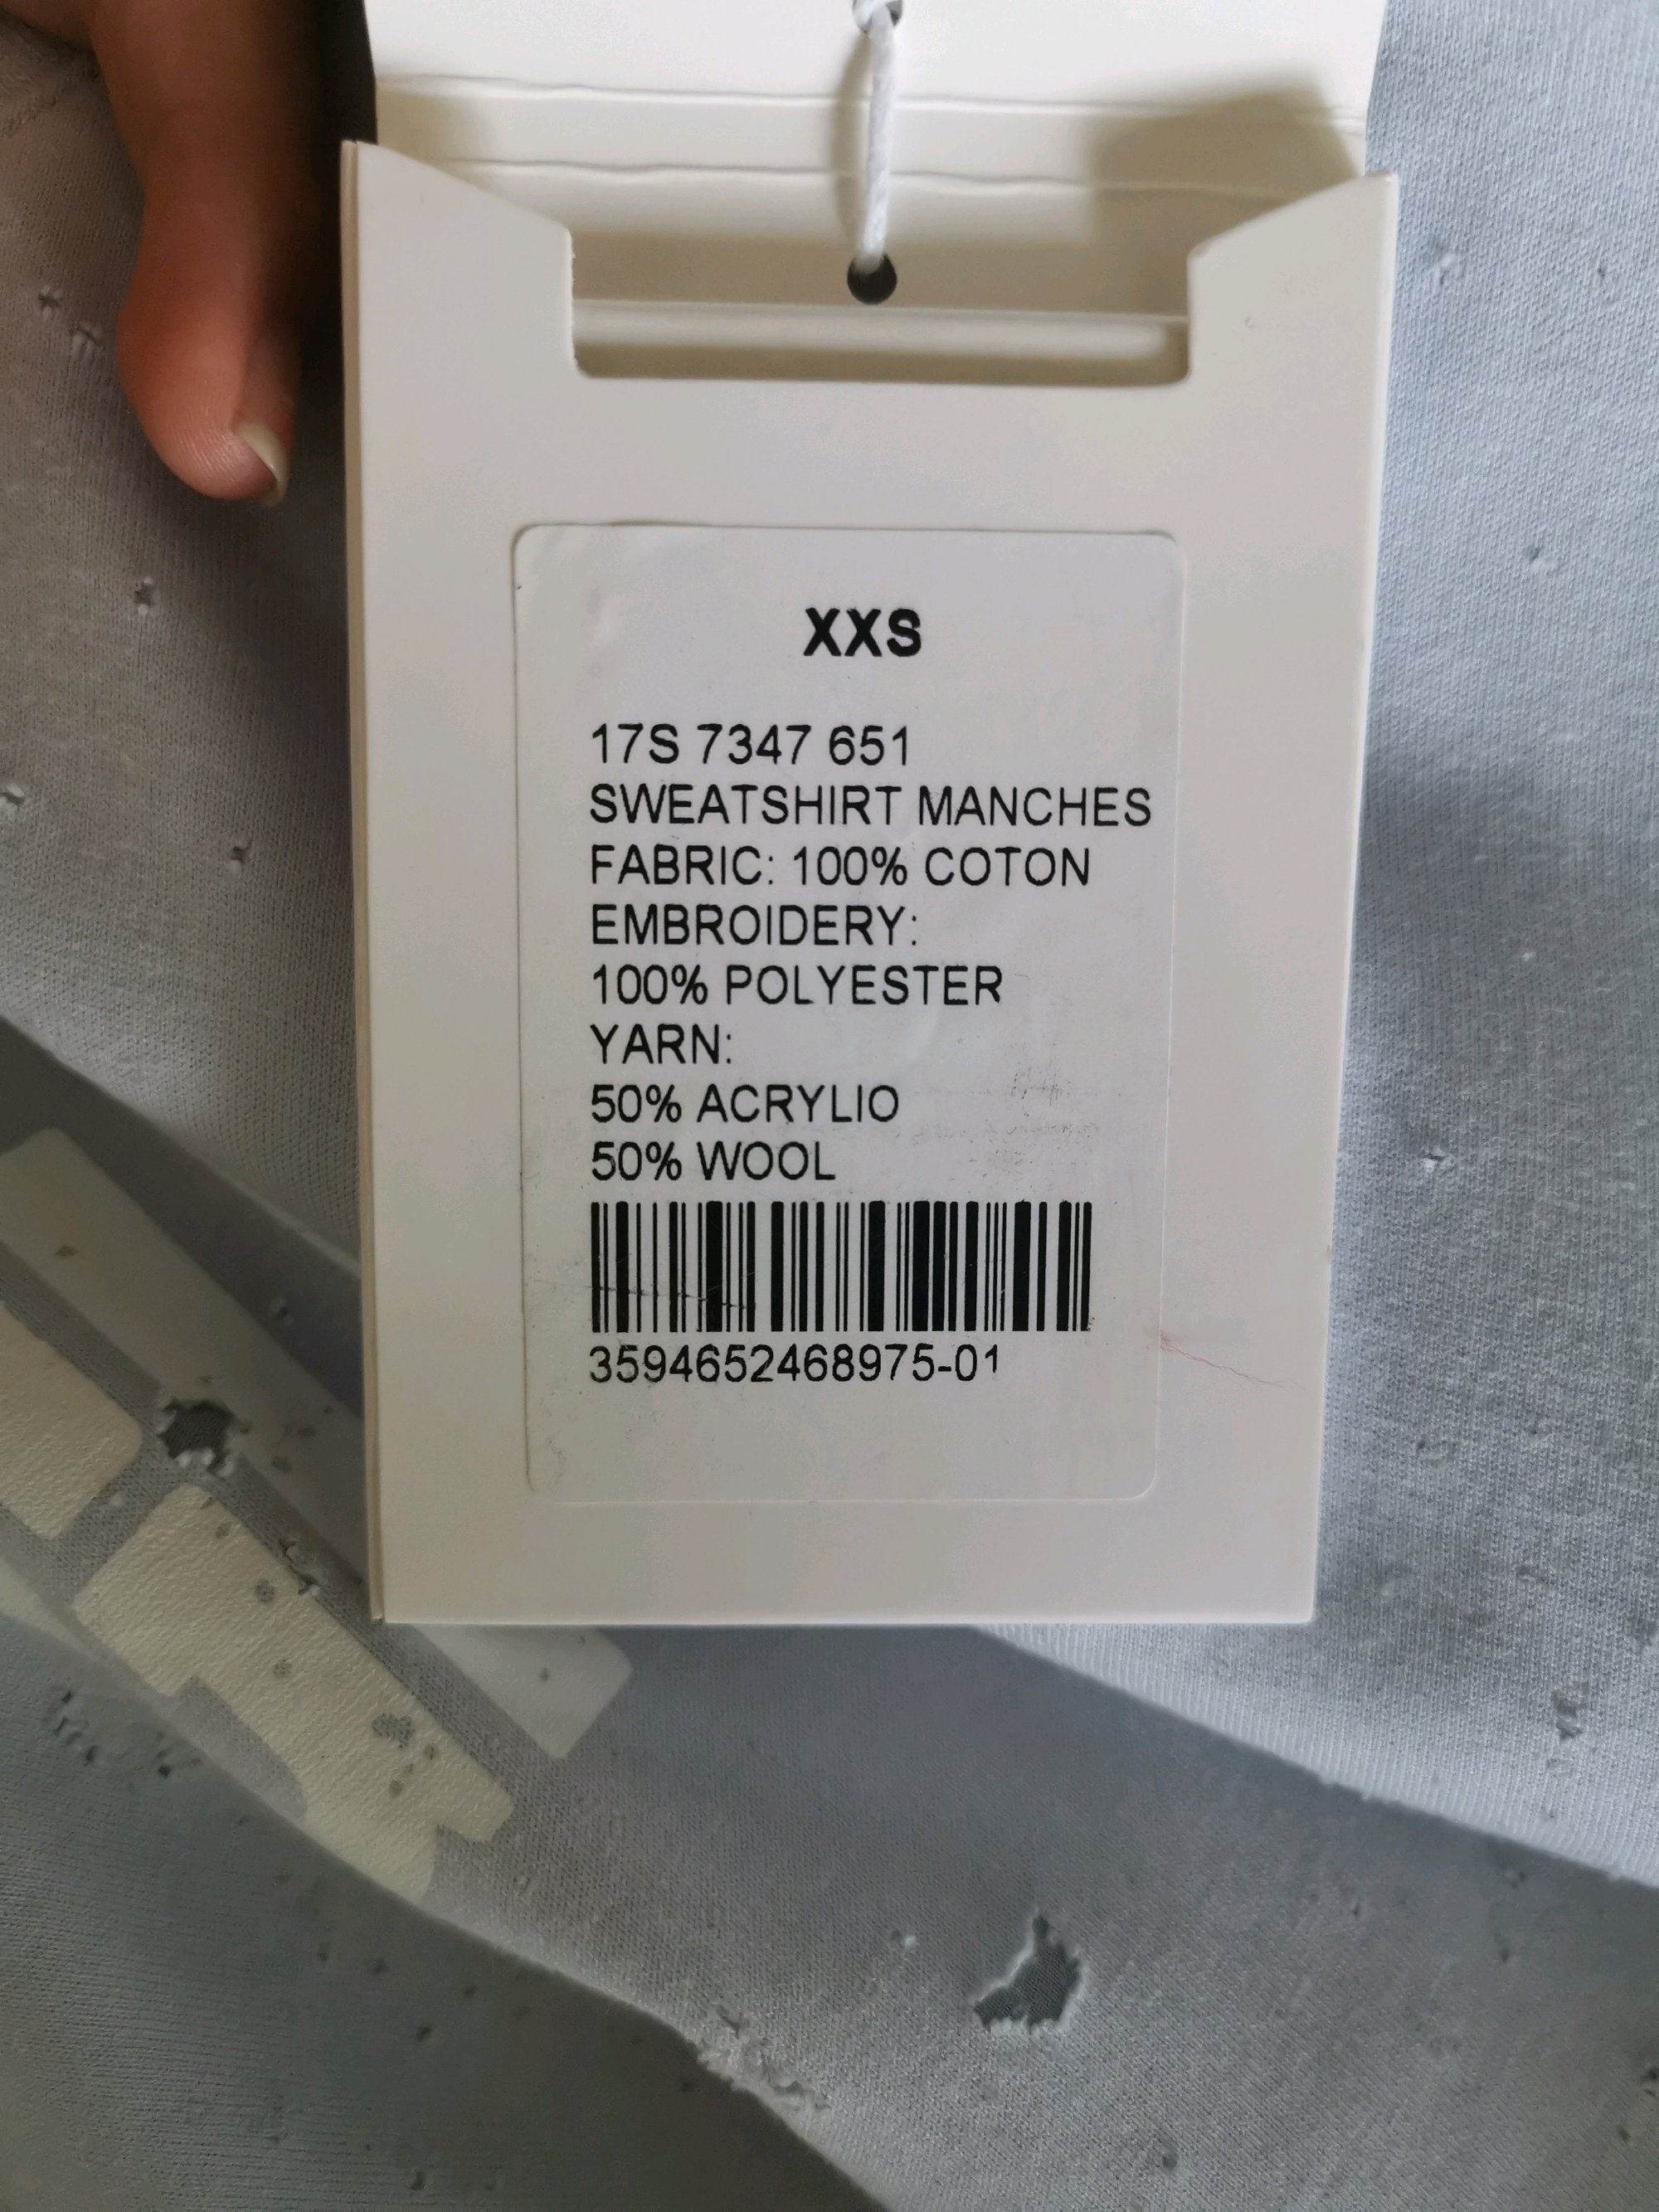 XXS
17S 7347 651
SWEATSHIRT MANCHES
FABRIC: 100% COTON
EMBROIDERY:
100% POLYESTER
YARN:
50% ACRYLIO
50% WOOL
3594652468975-01